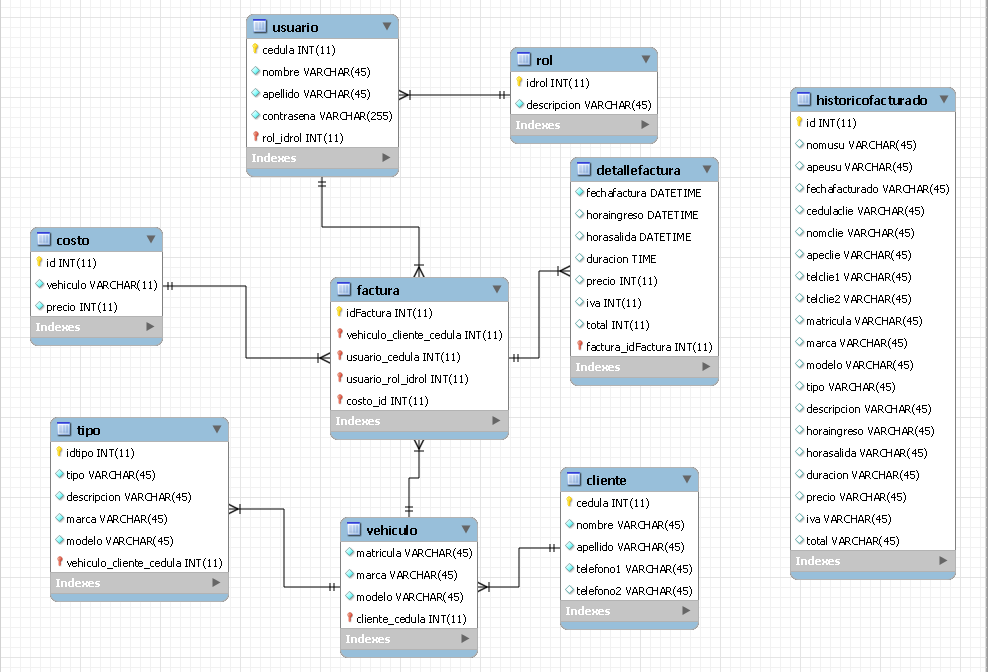 usuario
cedula INT(11)
nombre VARCHAR(45)
apellido VARCHAR(45)
contrasena VARCHAR(255)
rol_idrol INT(11)
Indexes
rol
idrol INT(11)
descripcion VARCHAR(45)
Indexes
historicofacturado
id INT(11)
nomusu VARCHAR(45)
apeusu VARCHAR(45)
fechafacturado VARCHAR(45)
cedulaclie VARCHAR(45)
nomclie VARCHAR(45)
apeclie VARCHAR(45)
telclie1 VARCHAR(45)
telclie2 VARCHAR(45)
matricula VARCHAR(45)
marca VARCHAR(45)
modelo VARCHAR(45)
tipo VARCHAR(45)
descripcion VARCHAR(45)
horaingreso VARCHAR(45)
horasalida VARCHAR(45)
duracion VARCHAR(45)
precio VARCHAR(45)
iva VARCHAR(45)
total VARCHAR(45)
Indexes
detallefactura
fechafactura DATETIME
horaingreso DATETIME
horasalida DATETIME
duracion TIME
precio INT(11)
iva INT(11)
total INT(11)
factura_idFactura INT(11)
Indexes
costo
id INT(11)
vehiculo VARCHAR(11)
precio INT(11)
Indexes
factura
idFactura INT(11)
vehiculo_cliente_cedula INT(11)
usuario_cedula INT(11)
usuario_rol_idrol INT(11)
costo_id INT(11)
Indexes
tipo
idtipo INT(11)
tipo VARCHAR(45)
descripcion VARCHAR(45)
marca VARCHAR(45)
modelo VARCHAR(45)
vehiculo_cliente_cedula INT(11)
Indexes
cliente
cedula INT(11)
nombre VARCHAR(45)
apellido VARCHAR(45)
telefono1 VARCHAR(45)
telefono2 VARCHAR(45)
Indexes
vehiculo
matricula VARCHAR(45)
marca VARCHAR(45)
modelo VARCHAR(45)
cliente_cedula INT(11)
Indexes